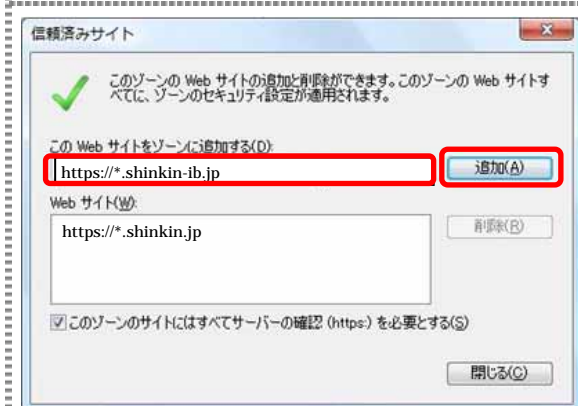 信頼済みサイト
このゾーンの Web サイトの追加と削除ができます。このゾーンの Web サイトす
べてに、ゾーンのセキュリティ設定が適用されます。
この Web サイトをゾーンに追加する(D):
https://*.shinkin-ib.jp
追加(A)
Web サイト(W):
https://*.shinkin.jp
削除(R)
このゾーンのサイトにはすべてサーバーの確認 (https:) を必要とする(S)
閉じる(C)